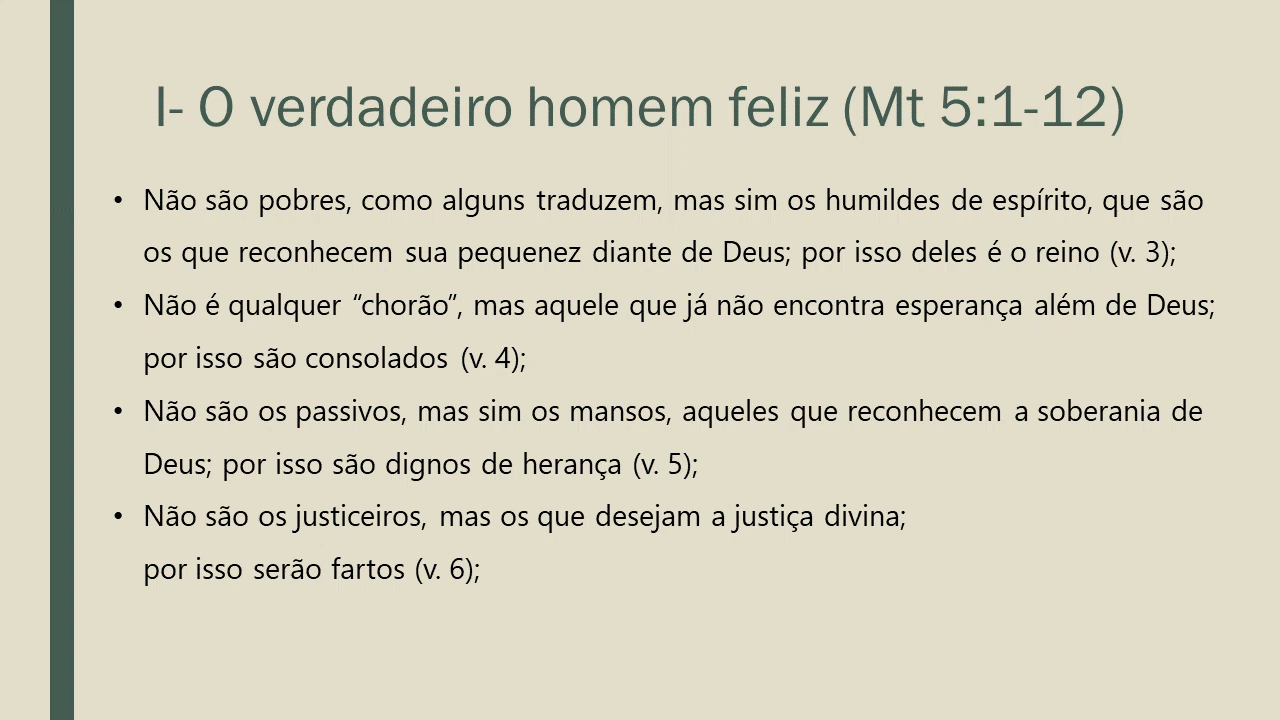 I- O verdadeiro homem feliz (Mt 5:1-12)
• Não são pobres, como alguns traduzem, mas sim os humildes de espírito, que são
os que reconhecem sua pequenez diante de Deus; por isso deles é o reino (v. 3);
• Não é qualquer “chorão”, mas aquele que já não encontra esperança além de Deus;
por isso são consolados (v. 4);
• Não são os passivos, mas sim os mansos, aqueles que reconhecem a soberania de
Deus; por isso são dignos de herança (v. 5);
• Não são os justiceiros, mas os que desejam a justiça divina;
por isso serão fartos (v. 6);